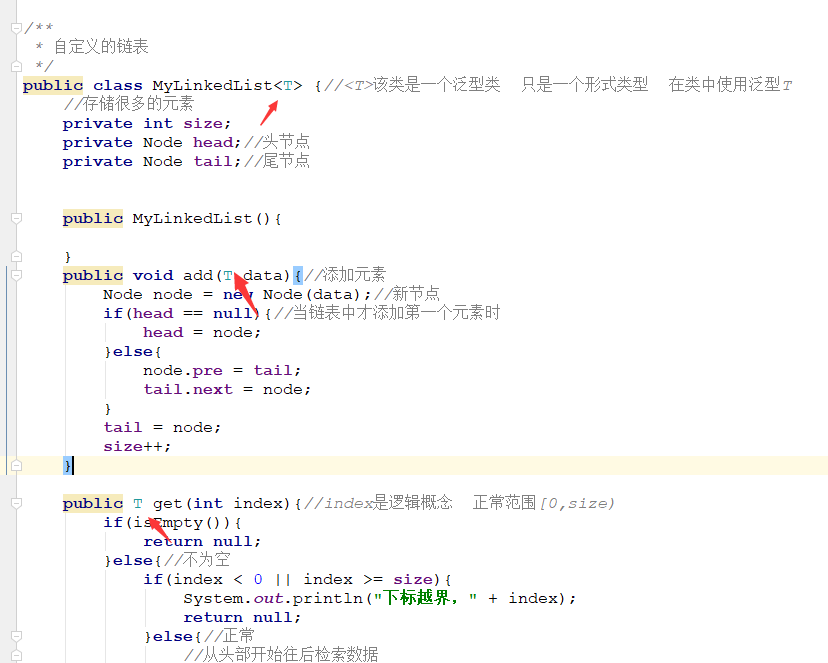 /**
 * 自定义的链表
 */
public class MyLinkedList<T> {//<T>该类是一个泛型类  只是一个形式类型  在类中使用泛型T
    //存储很多的元素
    private int size;
    private Node head;//头节点
    private Node tail;//尾节点
    public MyLinkedList(){
    }
    public void add(T data){//添加元素
        Node node = new Node(data);//新节点
        if(head == null){//当链表中才添加第一个元素时
            head = node;
        }else{
            node.pre = tail;
            tail.next = node;
        }
        tail = node;
        size++;
    }
    public T get(int index){//index是逻辑概念  正常范围[0,size)
        if(isEmpty()){
            return null;
        }else{//不为空
            if(index < 0 || index >= size){
                System.out.println("下标越界，" + index);
                return null;
            }else{//正常
                //从头部开始往后检索数据